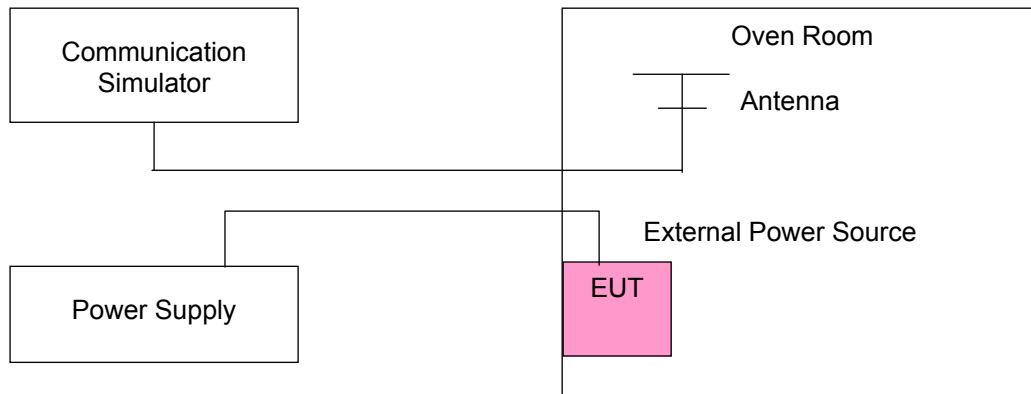 Communication
Simulator
Oven Room
Antenna
External Power Source
EUT
Power Supply